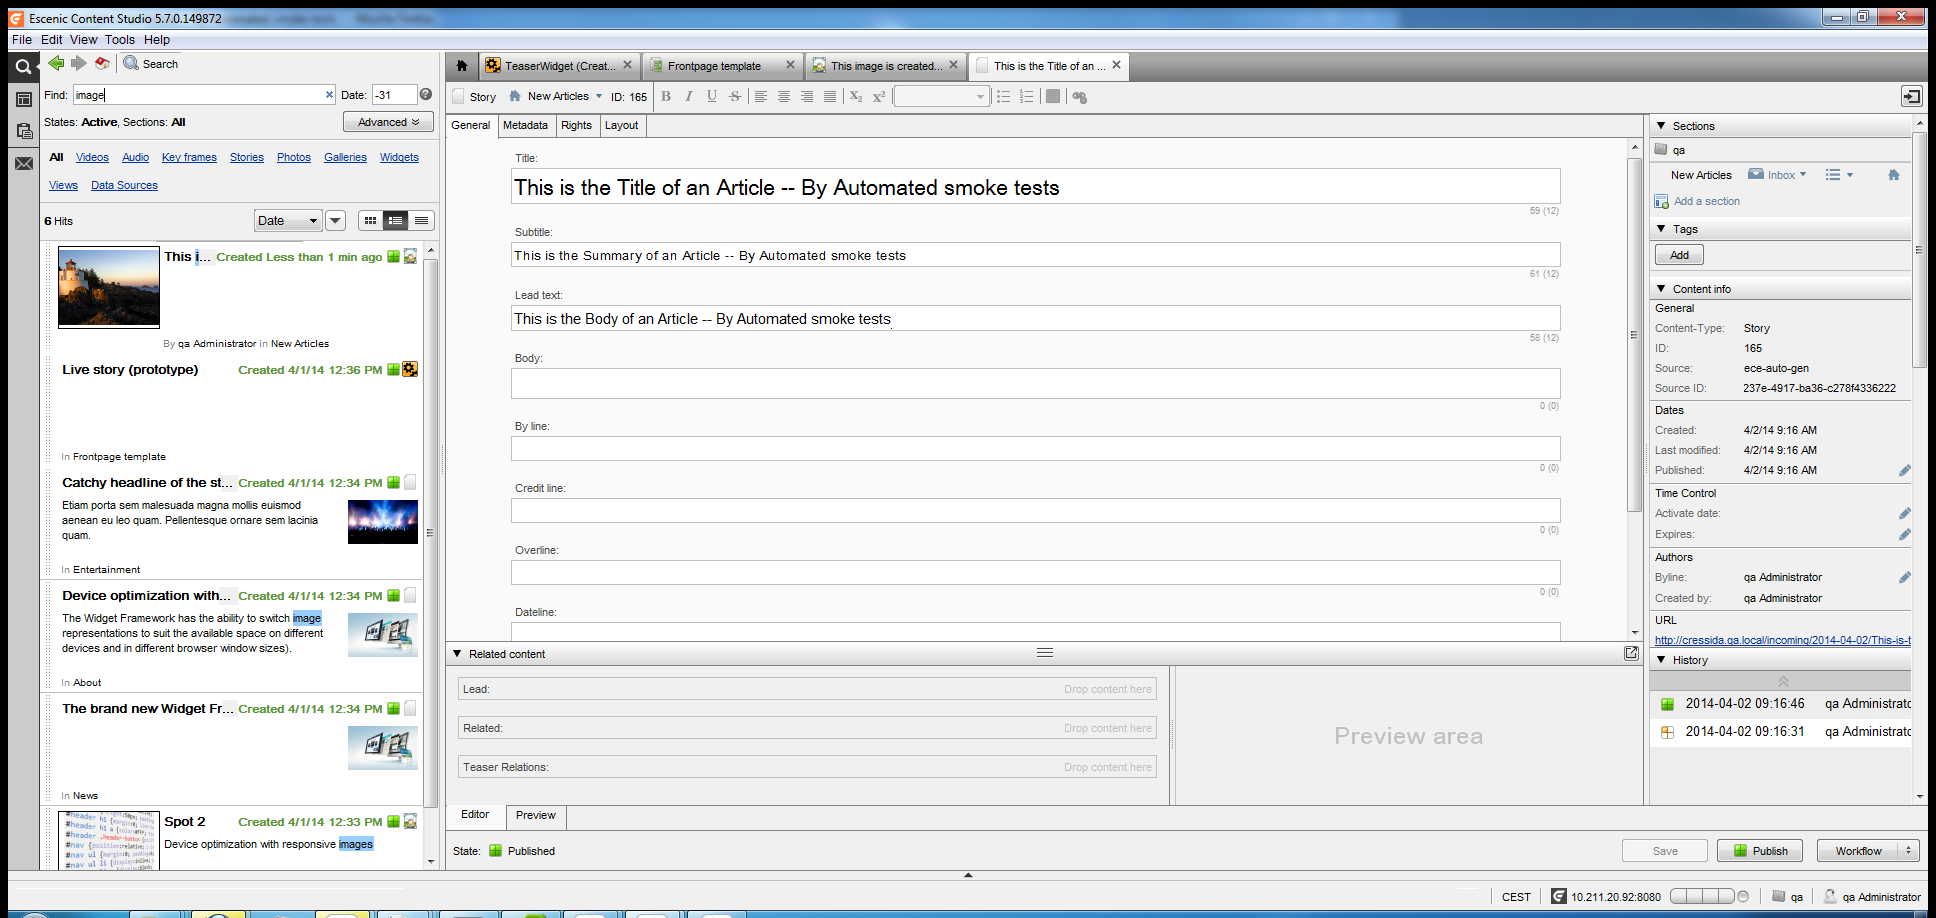 Escenic Content Studio 5.7.0.149872
File Edit View Tools Help
Search
Find: image Date: -31
States: Active, Sections: All Advanced
All Videos Audio Key frames Stories Photos Galleries Widgets
Views Data Sources
6 Hits Date
This i... Created Less than 1 min ago
By qa Administrator in New Articles
Live story (prototype) Created 4/1/14 12:36 PM
In Frontpage template
Catchy headline of the st... Created 4/1/14 12:34 PM
Etiam porta sem malesuada magna mollis euismod
aenean eu leo quam. Pellentesque ornare sem lacinia
quam.
In Entertainment
Device optimization with... Created 4/1/14 12:34 PM
The Widget Framework has the ability to switch image
representations to suit the available space on different
devices and in different browser window sizes).
In About
The brand new Widget Fr... Created 4/1/14 12:34 PM
In News
Spot 2 Created 4/1/14 12:33 PM
Device optimization with responsive images
TeaserWidget (Creat... Frontpage template This image is created... This is the Title of an ...
Story New Articles ID: 165 B I U S X2 X2
General Metadata Rights Layout
Title:
This is the Title of an Article -- By Automated smoke tests
59 (12)
Subtitle:
This is the Summary of an Article -- By Automated smoke tests
61 (12)
Lead text:
This is the Body of an Article -- By Automated smoke tests
58 (12)
Body:
0 (0)
By line:
0 (0)
Credit line:
0 (0)
Overline:
0 (0)
Dateline:
Related content
Lead: Drop content here
Related: Drop content here
Teaser Relations: Drop content here
Preview area
Editor Preview
State: Published
Save Publish Workflow
Sections
qa
New Articles Inbox
Add a section
Tags
Add
Content info
General
Content-Type: Story
ID: 165
Source: ece-auto-gen
Source ID: 237e-4917-ba36-c278f4336222
Dates
Created: 4/2/14 9:16 AM
Last modified: 4/2/14 9:16 AM
Published: 4/2/14 9:16 AM
Time Control
Activate date:
Expires:
Authors
Byline: qa Administrator
Created by: qa Administrator
URL
http://cressida.qa.local/incoming/2014-04-02/This-is-t
History
2014-04-02 09:16:46 qa Administratc
2014-04-02 09:16:31 qa Administratc
CEST 10.211.20.92:8080 qa qa Administrator